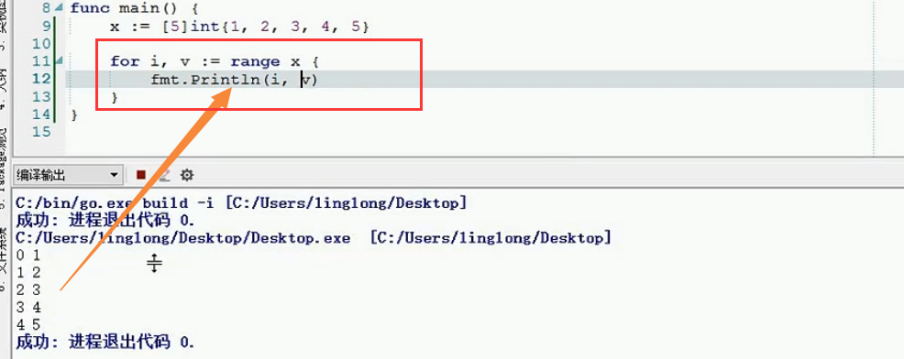 8 func main() {
9 x := [5]int{1, 2, 3, 4, 5}
10
11 for i, v := range x {
12 fmt.Println(i, v)
13 }
14 }
15
编译输出
C:/bin/go.exe build -i [C:/Users/linglong/Desktop]
成功: 进程退出代码 0.
C:/Users/linglong/Desktop/Desktop.exe [C:/Users/linglong/Desktop]
0 1
1 2
2 3
3 4
4 5
成功: 进程退出代码 0.